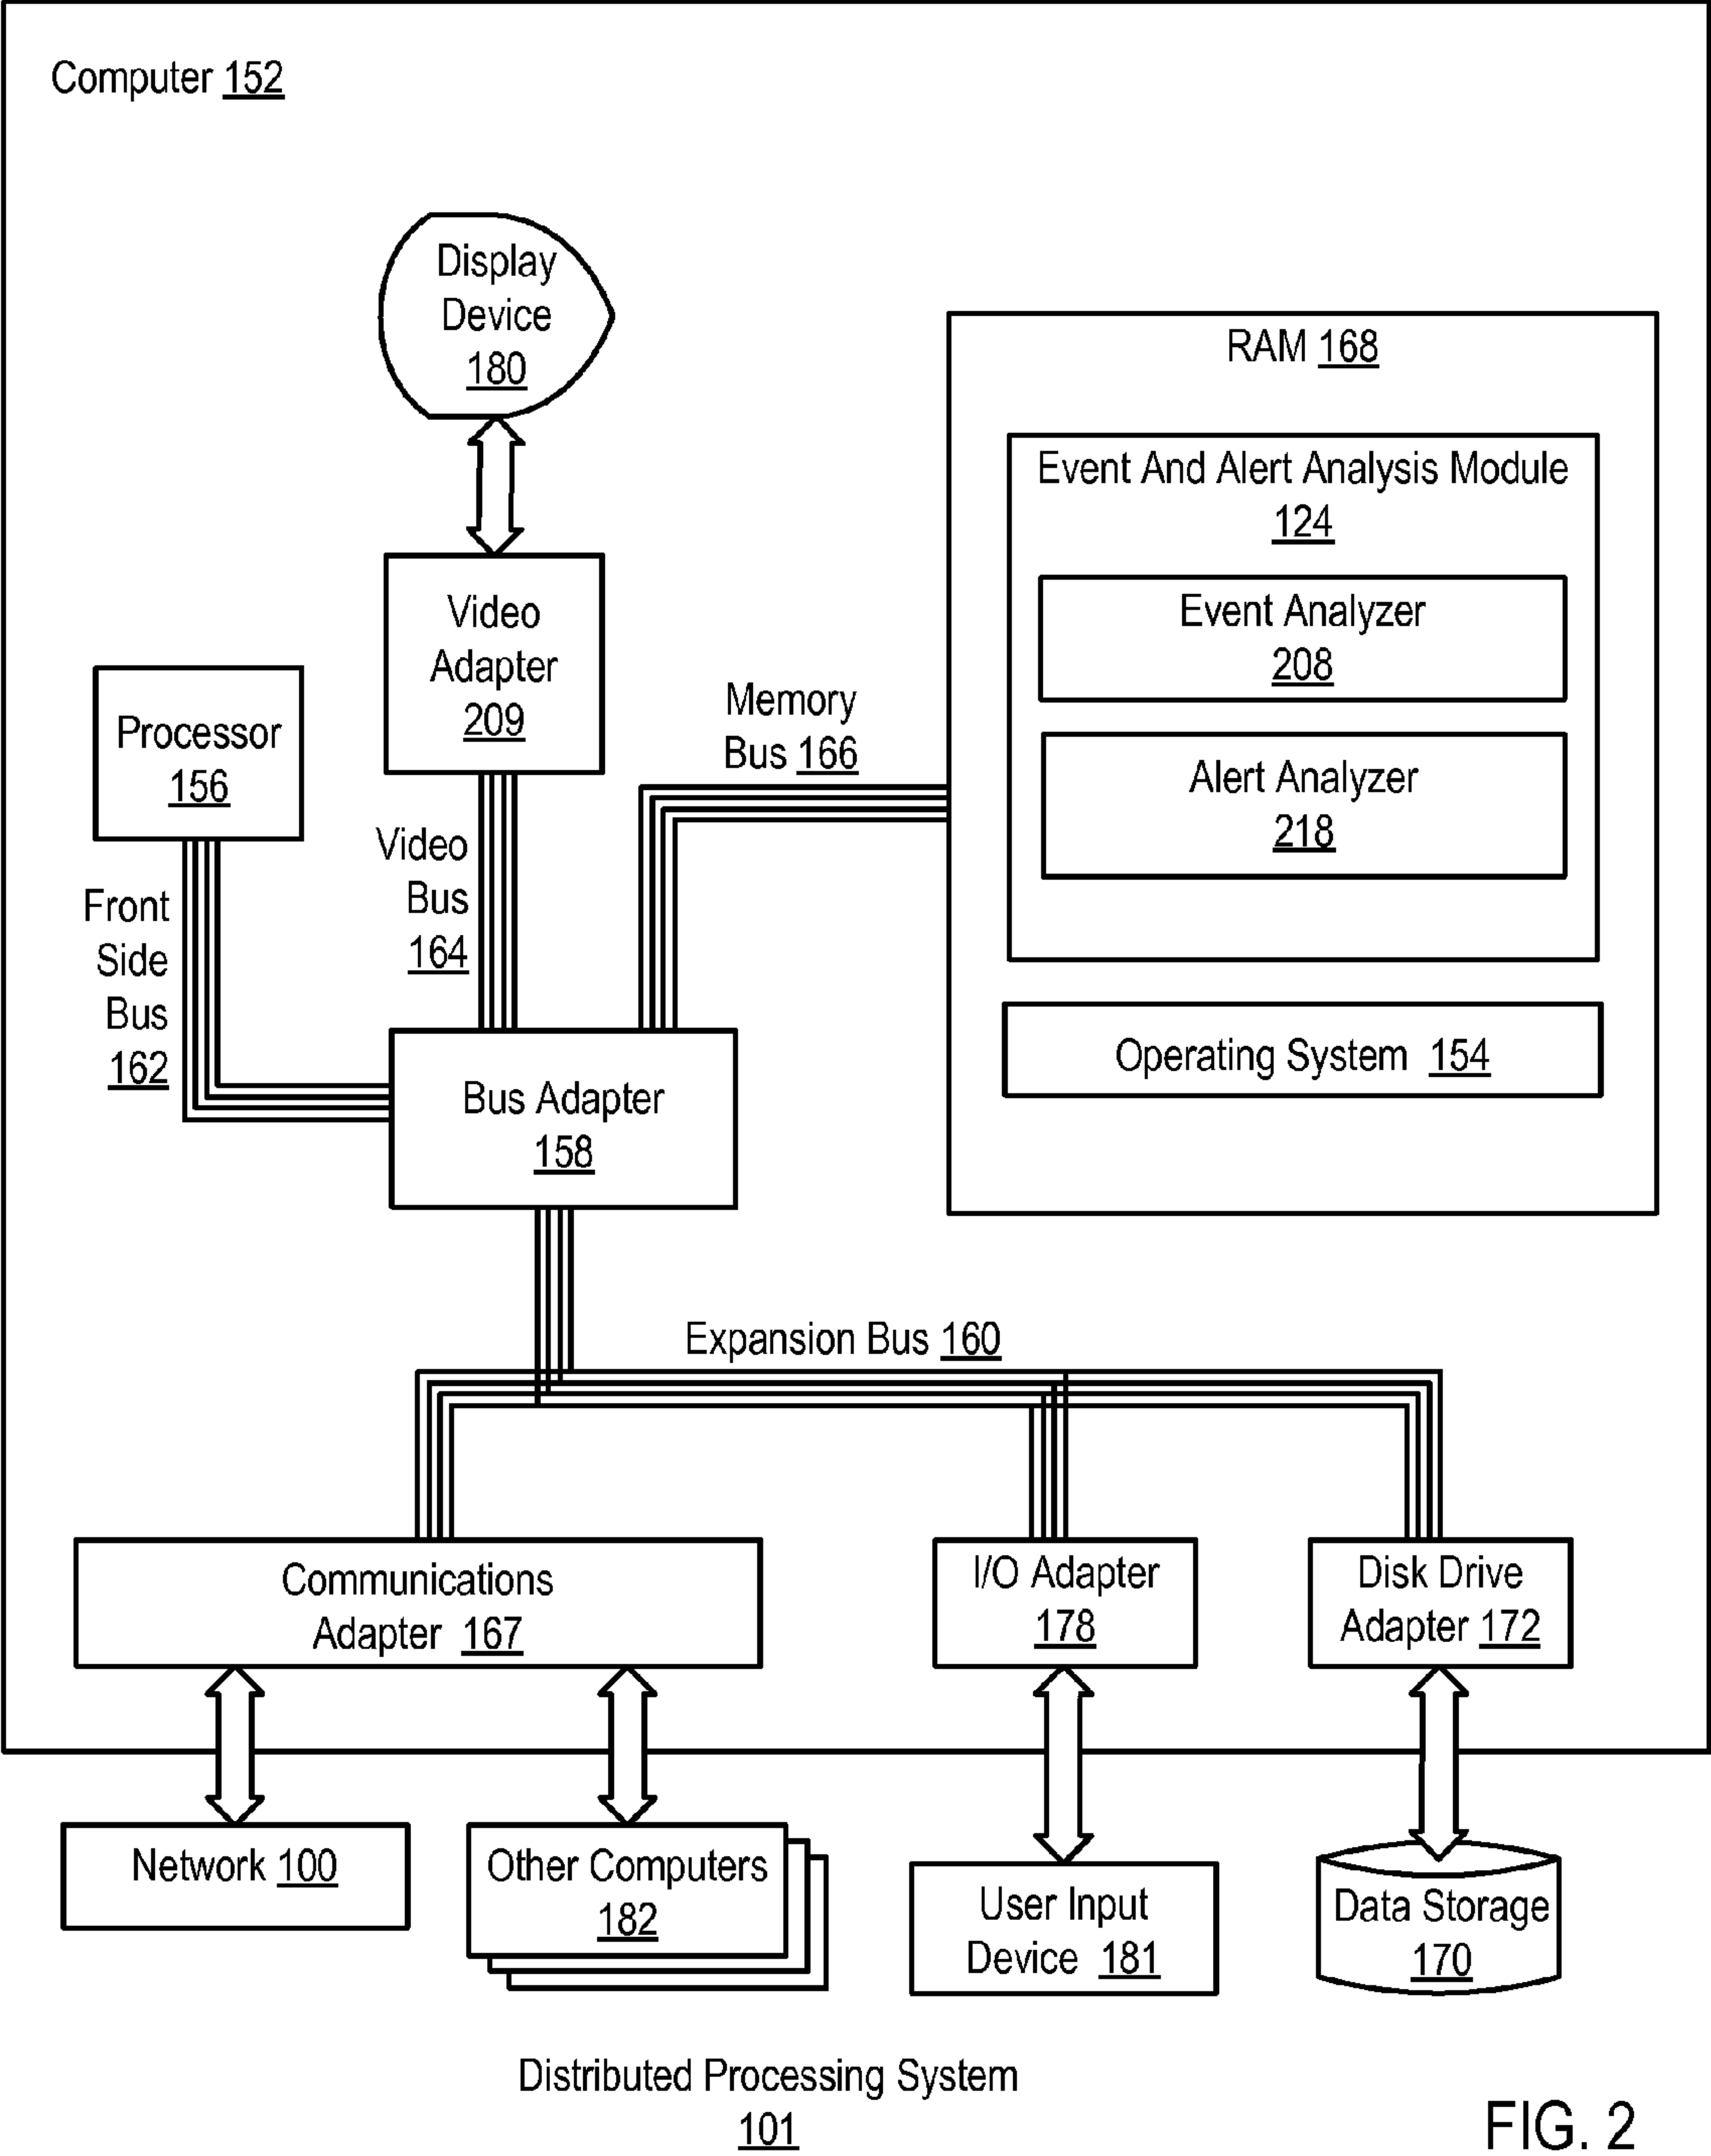 Computer 152
Display
Device
180
RAM 168
Event And Alert Analysis Module
124
Event Analyzer
208
Alert Analyzer
218
Operating System 154
Video
Adapter
209
Processor
156
Memory
Bus 166
Video
Bus
164
Front
Side
Bus
162
Bus Adapter
158
Expansion Bus 160
Communications
Adapter 167
I/O Adapter
178
Disk Drive
Adapter 172
Network 100
Other Computers
182
User Input
Device 181
Data Storage
170
Distributed Processing System
101
FIG. 2